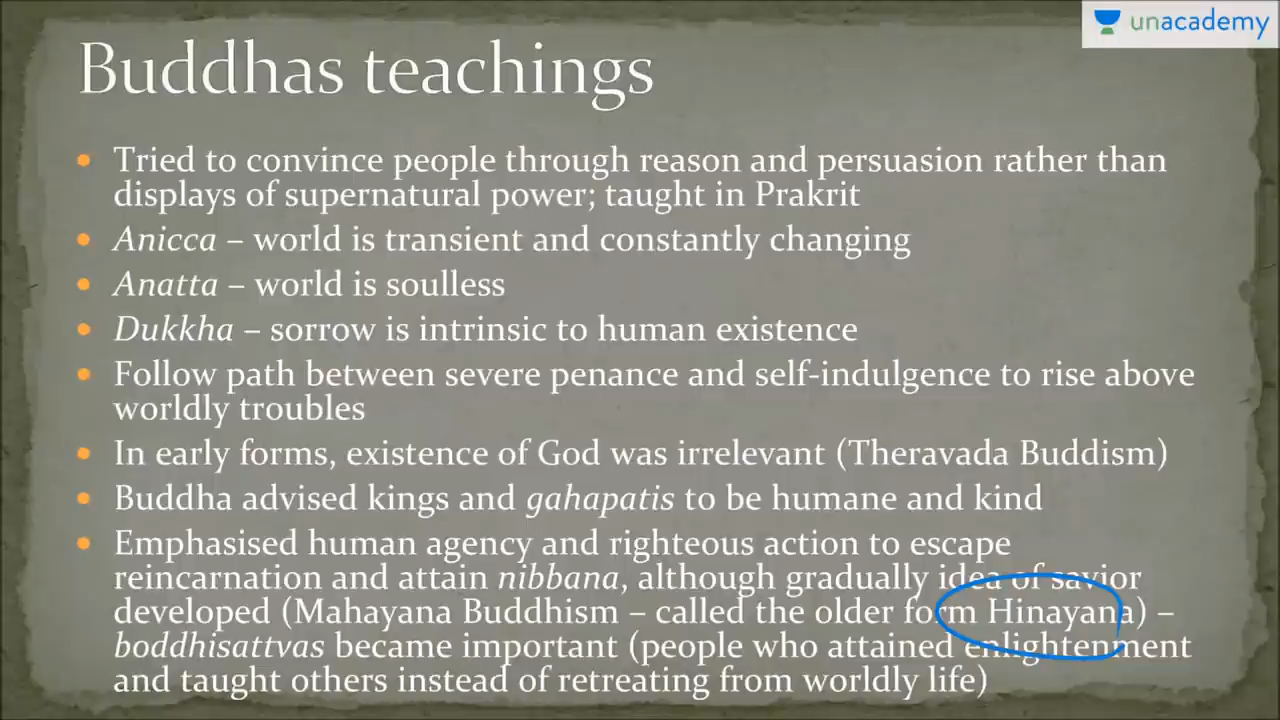 unacademy
Buddhas teachings
• Tried to convince people through reason and persuasion rather than
displays of supernatural power; taught in Prakrit
• Anicca – world is transient and constantly changing
• Anatta – world is soulless
• Dukkha – sorrow is intrinsic to human existence
• Follow path between severe penance and self-indulgence to rise above
worldly troubles
• In early forms, existence of God was irrelevant (Theravada Buddism)
• Buddha advised kings and gahapatis to be humane and kind
• Emphasised human agency and righteous action to escape
reincarnation and attain nibbana, although gradually idea of savior
developed (Mahayana Buddhism – called the older form Hinayana) –
boddhisattvas became important (people who attained enlightenment
and taught others instead of retreating from worldly life)